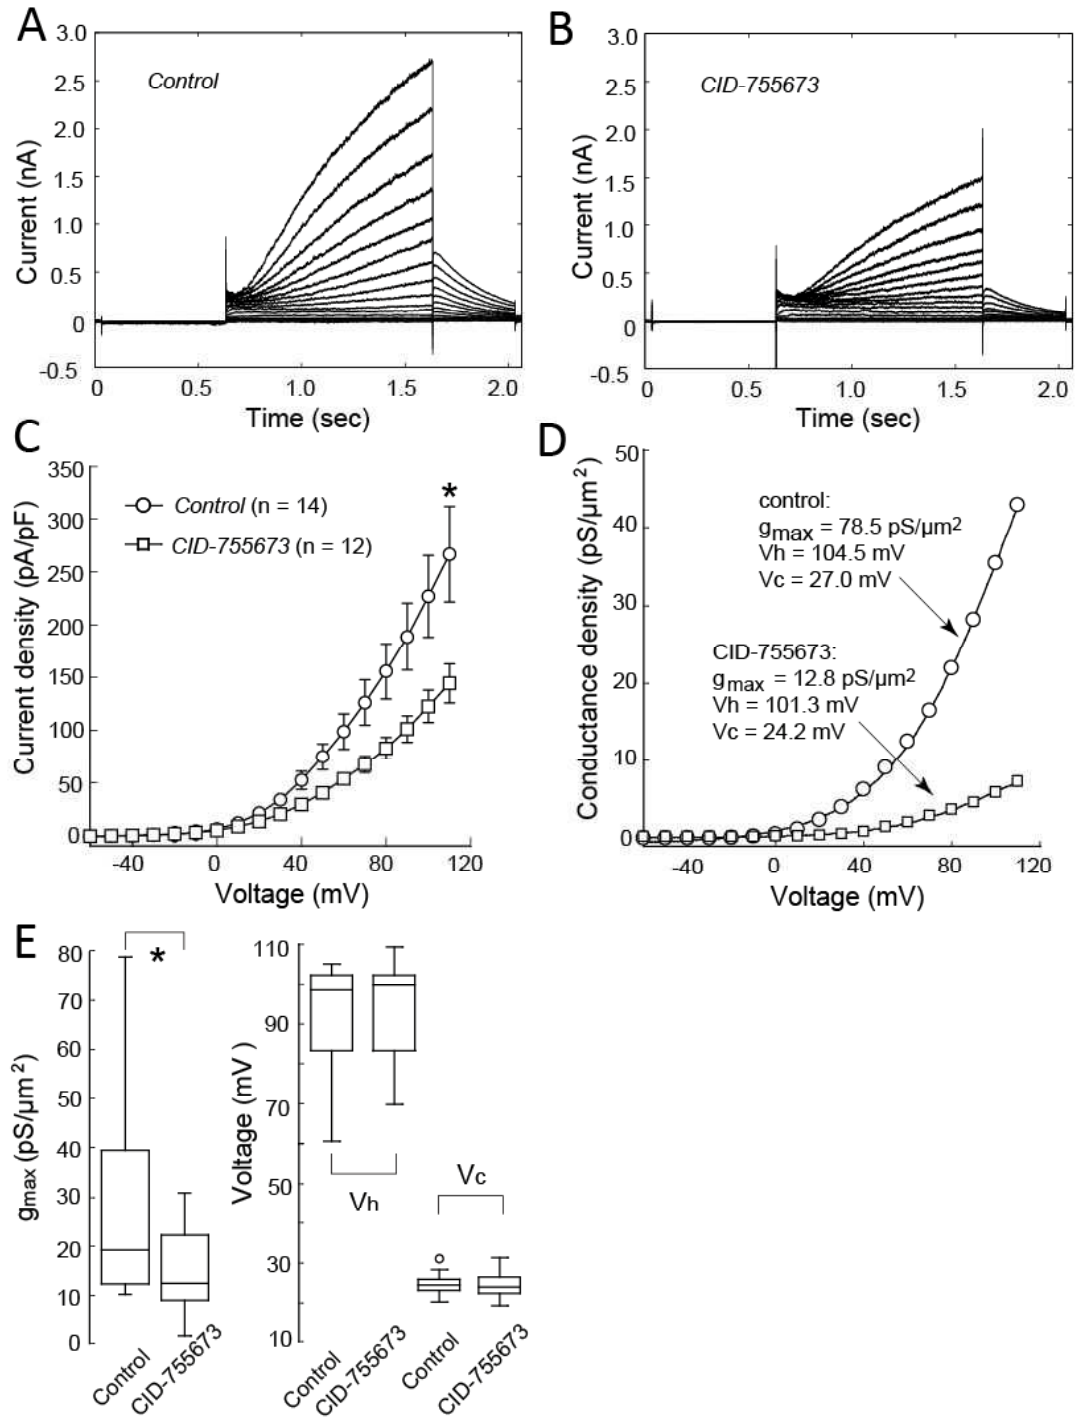 A
3.0
2.5
2.0
1.5
1.0
0.5
0
-0.5
Current (nA)
Control
0 0.5 1.0 1.5 2.0
Time (sec)
B
3.0
2.5
2.0
1.5
1.0
0.5
0
-0.5
Current (nA)
CID-755673
0 0.5 1.0 1.5 2.0
Time (sec)
C
350
300
250
200
150
100
50
0
Current density (pA/pF)
Control (n = 14)
CID-755673 (n = 12)
*
-40 0 40 80 120
Voltage (mV)
D
50
40
30
20
10
0
Conductance density (pS/µm²)
control:
gmax = 78.5 pS/µm²
Vh = 104.5 mV
Vc = 27.0 mV
CID-755673:
gmax = 12.8 pS/µm²
Vh = 101.3 mV
Vc = 24.2 mV
-40 0 40 80 120
Voltage (mV)
E
80
70
60
50
40
30
20
10
0
gmax (pS/µm²)
*
Control
CID-755673
110
90
70
50
30
10
Voltage (mV )
Vh
Vc
Control
CID-755673
Control
CID-755673